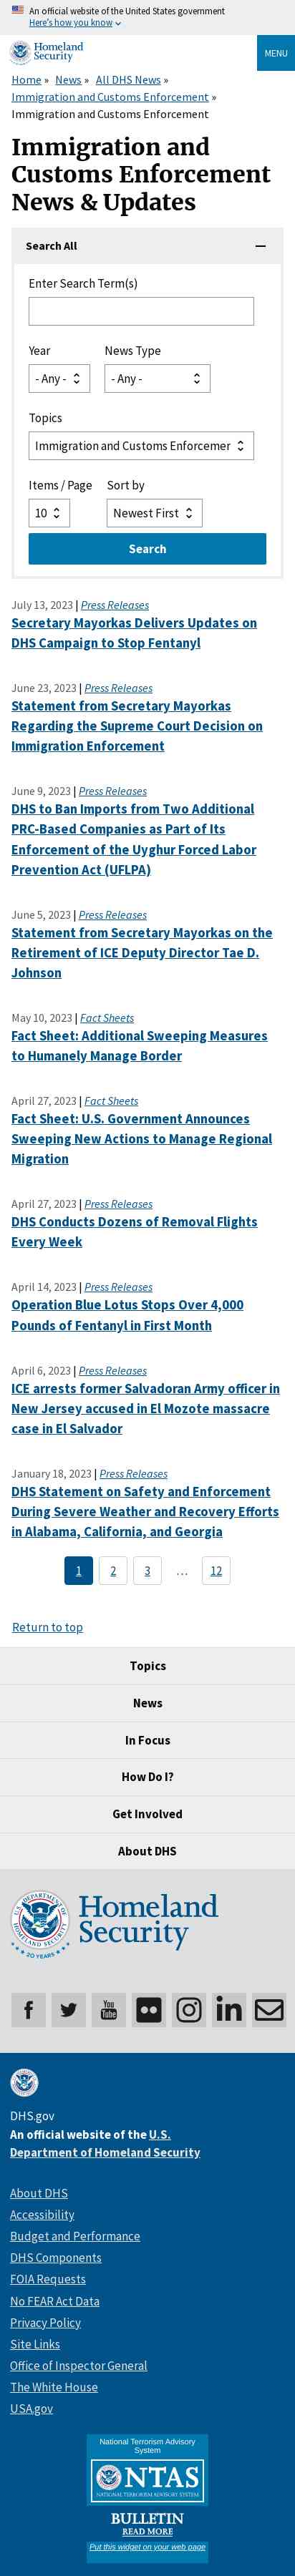 An official website of the United States government
Here's how you know
Homeland
Security
MENU
Home » News » All DHS News »
Immigration and Customs Enforcement »
Immigration and Customs Enforcement
Immigration and
Customs Enforcement
News & Updates
Search All
Enter Search Term(s)
Year News Type
- Any - - Any -
Topics
Immigration and Customs Enforcemer
Items / Page Sort by
10 Newest First
Search
July 13, 2023 | Press Releases
Secretary Mayorkas Delivers Updates on
DHS Campaign to Stop Fentanyl
June 23, 2023 | Press Releases
Statement from Secretary Mayorkas
Regarding the Supreme Court Decision on
Immigration Enforcement
June 9, 2023 | Press Releases
DHS to Ban Imports from Two Additional
PRC-Based Companies as Part of Its
Enforcement of the Uyghur Forced Labor
Prevention Act (UFLPA)
June 5, 2023 | Press Releases
Statement from Secretary Mayorkas on the
Retirement of ICE Deputy Director Tae D.
Johnson
May 10, 2023 | Fact Sheets
Fact Sheet: Additional Sweeping Measures
to Humanely Manage Border
April 27, 2023 | Fact Sheets
Fact Sheet: U.S. Government Announces
Sweeping New Actions to Manage Regional
Migration
April 27, 2023 | Press Releases
DHS Conducts Dozens of Removal Flights
Every Week
April 14, 2023 | Press Releases
Operation Blue Lotus Stops Over 4,000
Pounds of Fentanyl in First Month
April 6, 2023 | Press Releases
ICE arrests former Salvadoran Army officer in
New Jersey accused in El Mozote massacre
case in El Salvador
January 18, 2023 | Press Releases
DHS Statement on Safety and Enforcement
During Severe Weather and Recovery Efforts
in Alabama, California, and Georgia
1 2 3 … 12
Return to top
Topics
News
In Focus
How Do I?
Get Involved
About DHS
Homeland
Security
20 YEARS
You Tube
in
DHS.gov
An official website of the U.S.
Department of Homeland Security
About DHS
Accessibility
Budget and Performance
DHS Components
FOIA Requests
No FEAR Act Data
Privacy Policy
Site Links
Office of Inspector General
The White House
USA.gov
National Terrorism Advisory
System
NTAS
NATIONAL TERRORISM ADVISORY SYSTEM
BULLETIN
READ MORE
Put this widget on your web page